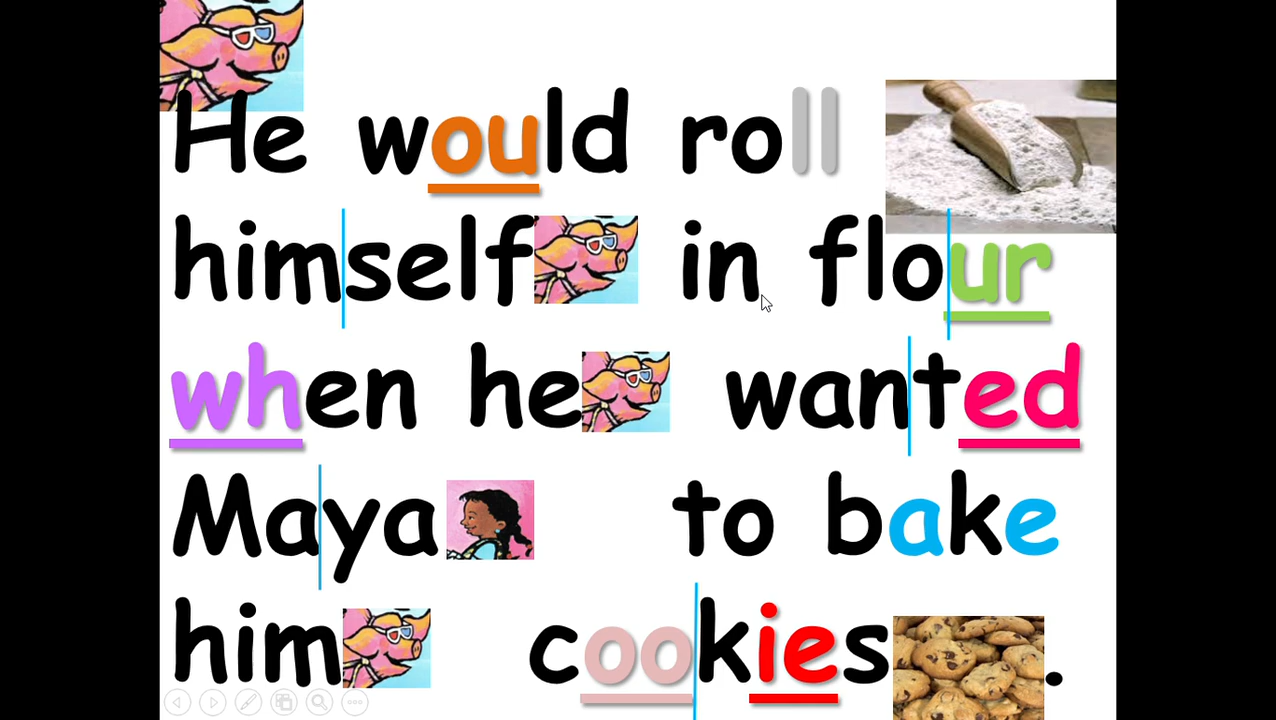 He would roll
himself in flour
when he wanted
Maya to bake
him cookies.